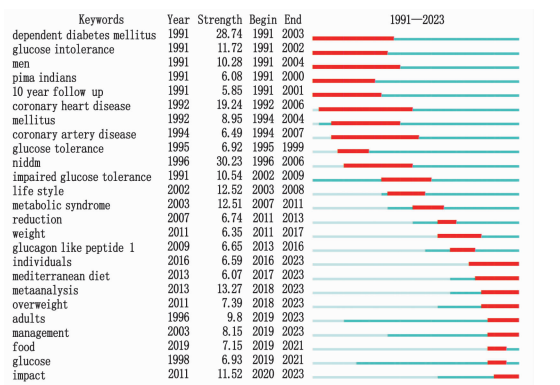 Keywords Year Strength Begin End 1991—2023
dependent diabetes mellitus 1991 28.74 1991 2003
glucose intolerance 1991 11.72 1991 2002
men 1991 10.28 1991 2004
pima indians 1991 6.08 1991 2000
10 year follow up 1991 5.85 1991 2001
coronary heart disease 1992 19.24 1992 2006
mellitus 1992 8.95 1994 2004
coronary artery disease 1994 6.49 1994 2007
glucose tolerance 1995 6.92 1995 1999
niddm 1996 30.23 1996 2006
impaired glucose tolerance 1991 10.54 2002 2009
life style 2002 12.52 2003 2008
metabolic syndrome 2003 12.51 2007 2011
reduction 2007 6.74 2011 2013
weight 2011 6.35 2011 2017
glucagon like peptide 1 2009 6.65 2013 2016
individuals 2016 6.59 2016 2023
mediterranean diet 2013 6.07 2017 2023
metaanalysis 2013 13.27 2018 2023
overweight 2011 7.39 2018 2023
adults 1996 9.8 2019 2023
management 2003 8.15 2019 2023
food 2019 7.15 2019 2021
glucose 1998 6.93 2019 2021
impact 2011 11.52 2020 2023